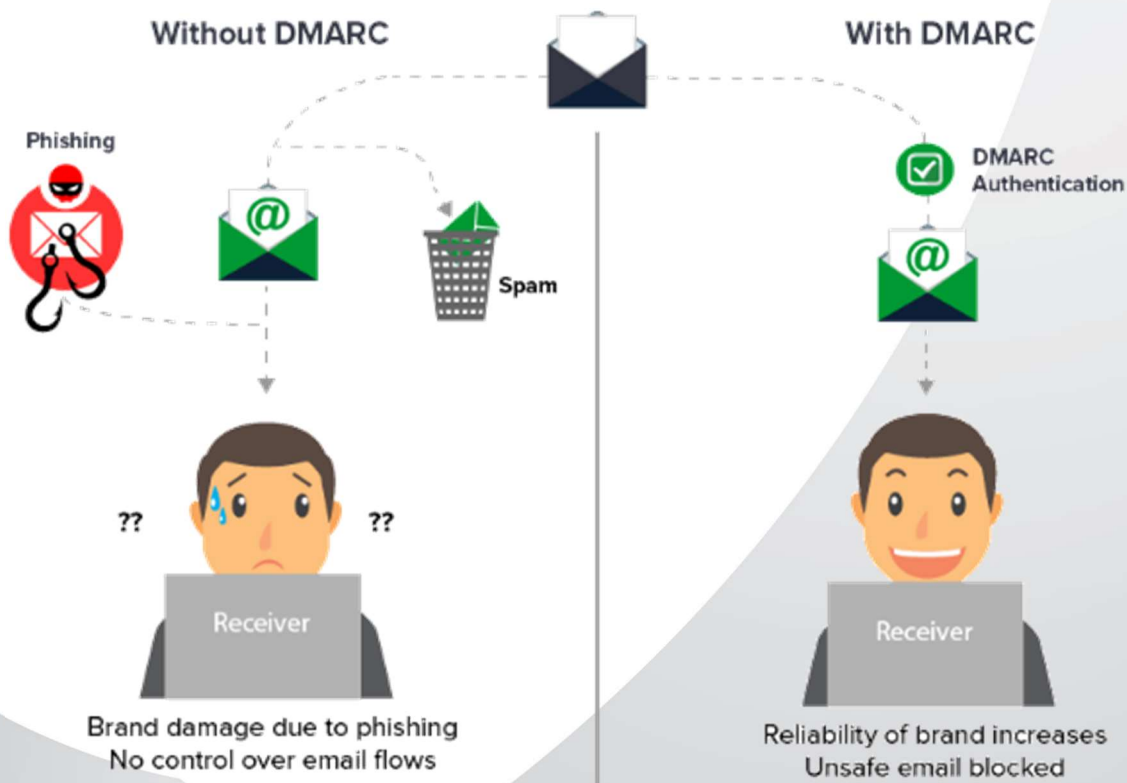 Without DMARC
With DMARC
Phishing
@
Spam
DMARC
Authentication
@
??
??
Receiver
Receiver
Brand damage due to phishing
No control over email flows
Reliability of brand increases
Unsafe email blocked